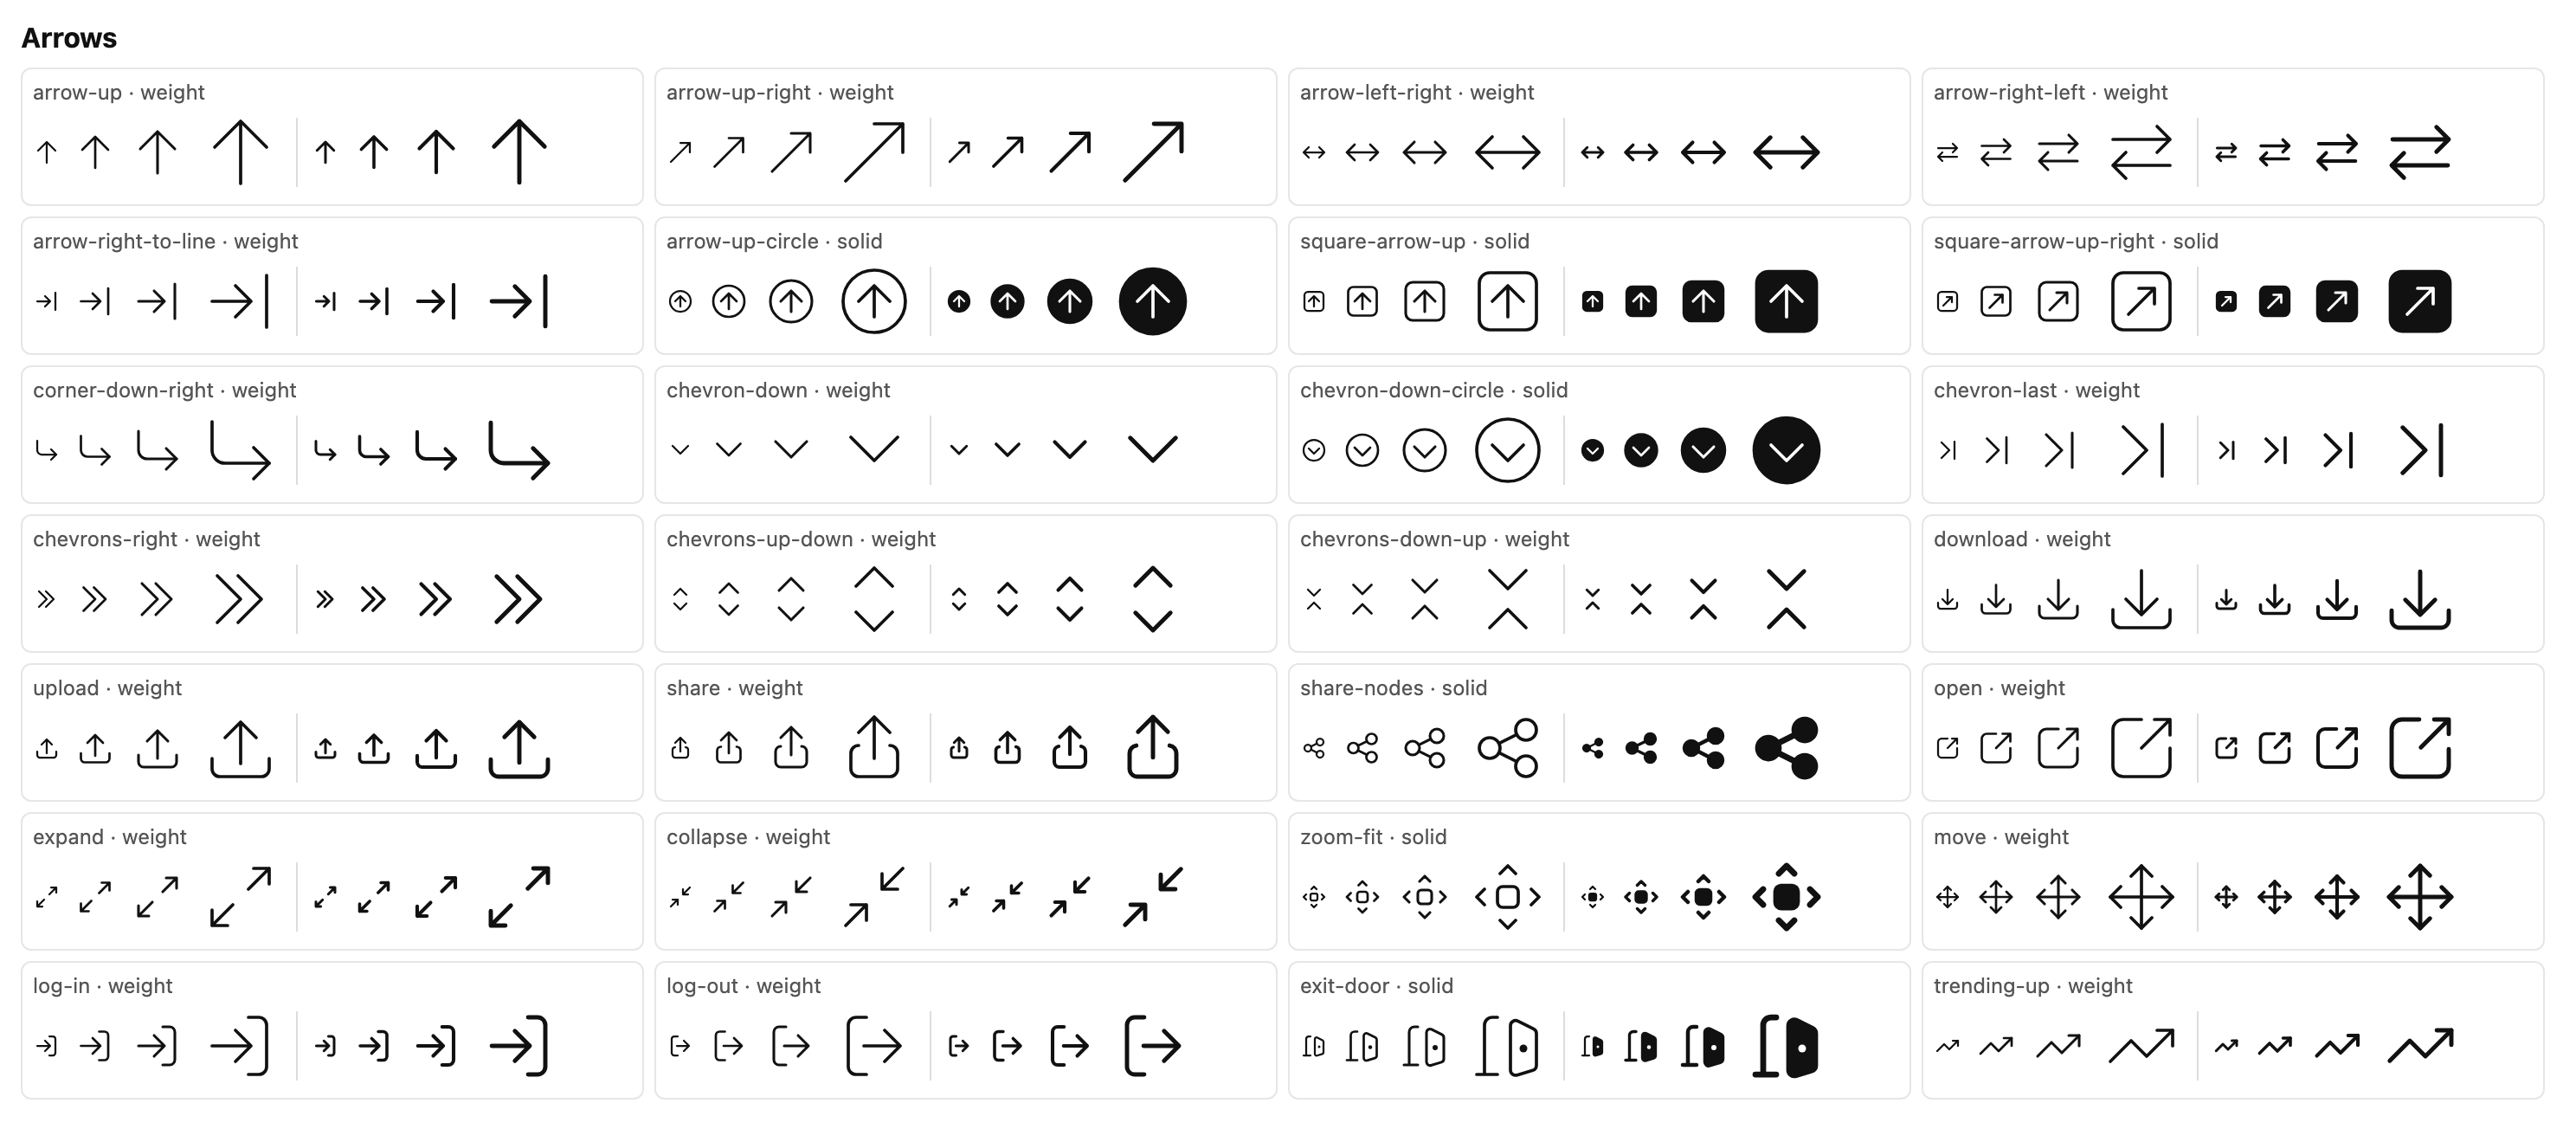 Arrows
arrow-up · weight
arrow-up-right · weight
arrow-left-right · weight
arrow-right-left · weight
arrow-right-to-line · weight
arrow-up-circle · solid
square-arrow-up · solid
square-arrow-up-right · solid
corner-down-right · weight
chevron-down · weight
chevron-down-circle · solid
chevron-last · weight
chevrons-right · weight
chevrons-up-down · weight
chevrons-down-up · weight
download · weight
upload · weight
share · weight
share-nodes · solid
open · weight
expand · weight
collapse · weight
zoom-fit · solid
move · weight
log-in · weight
log-out · weight
exit-door · solid
trending-up · weight